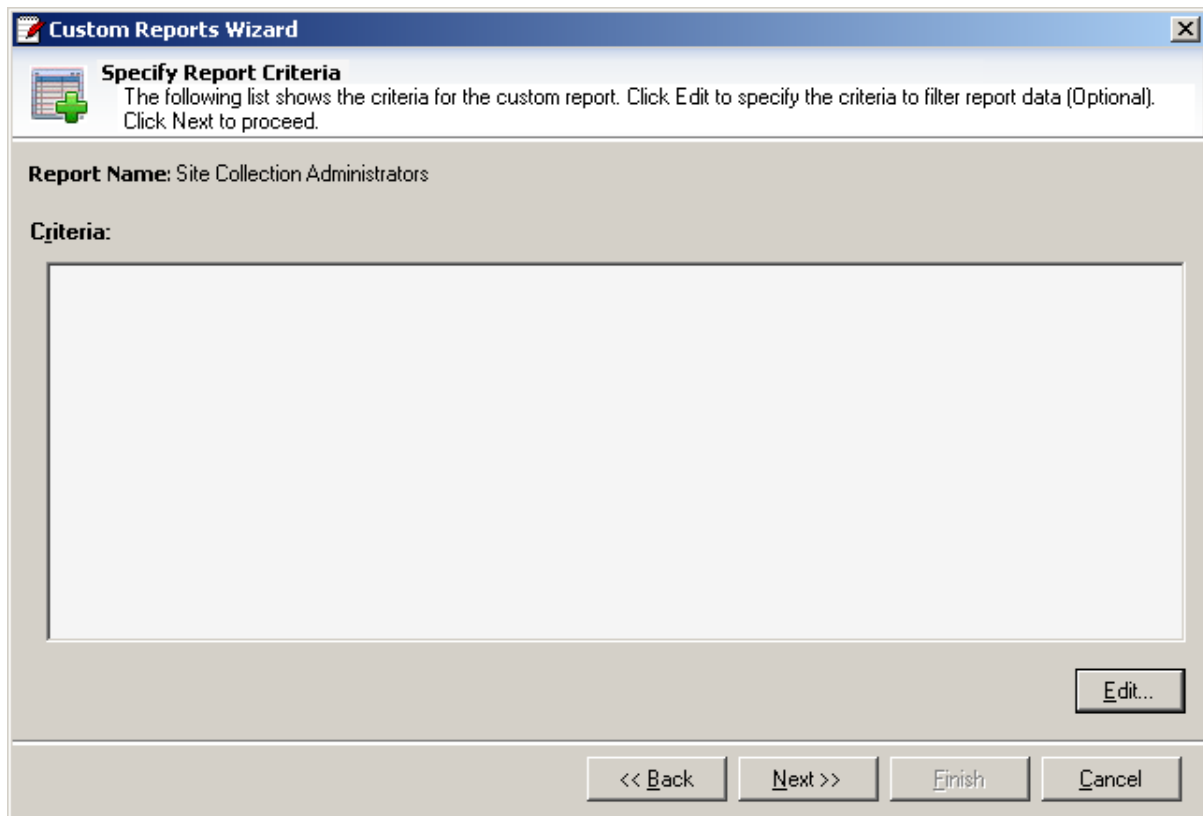 Custom Reports Wizard
Specify Report Criteria
The following list shows the criteria for the custom report. Click Edit to specify the criteria to filter report data (Optional).
Click Next to proceed.
Report Name: Site Collection Administrators
Criteria:
Edit...
<< Back Next >> Finish Cancel